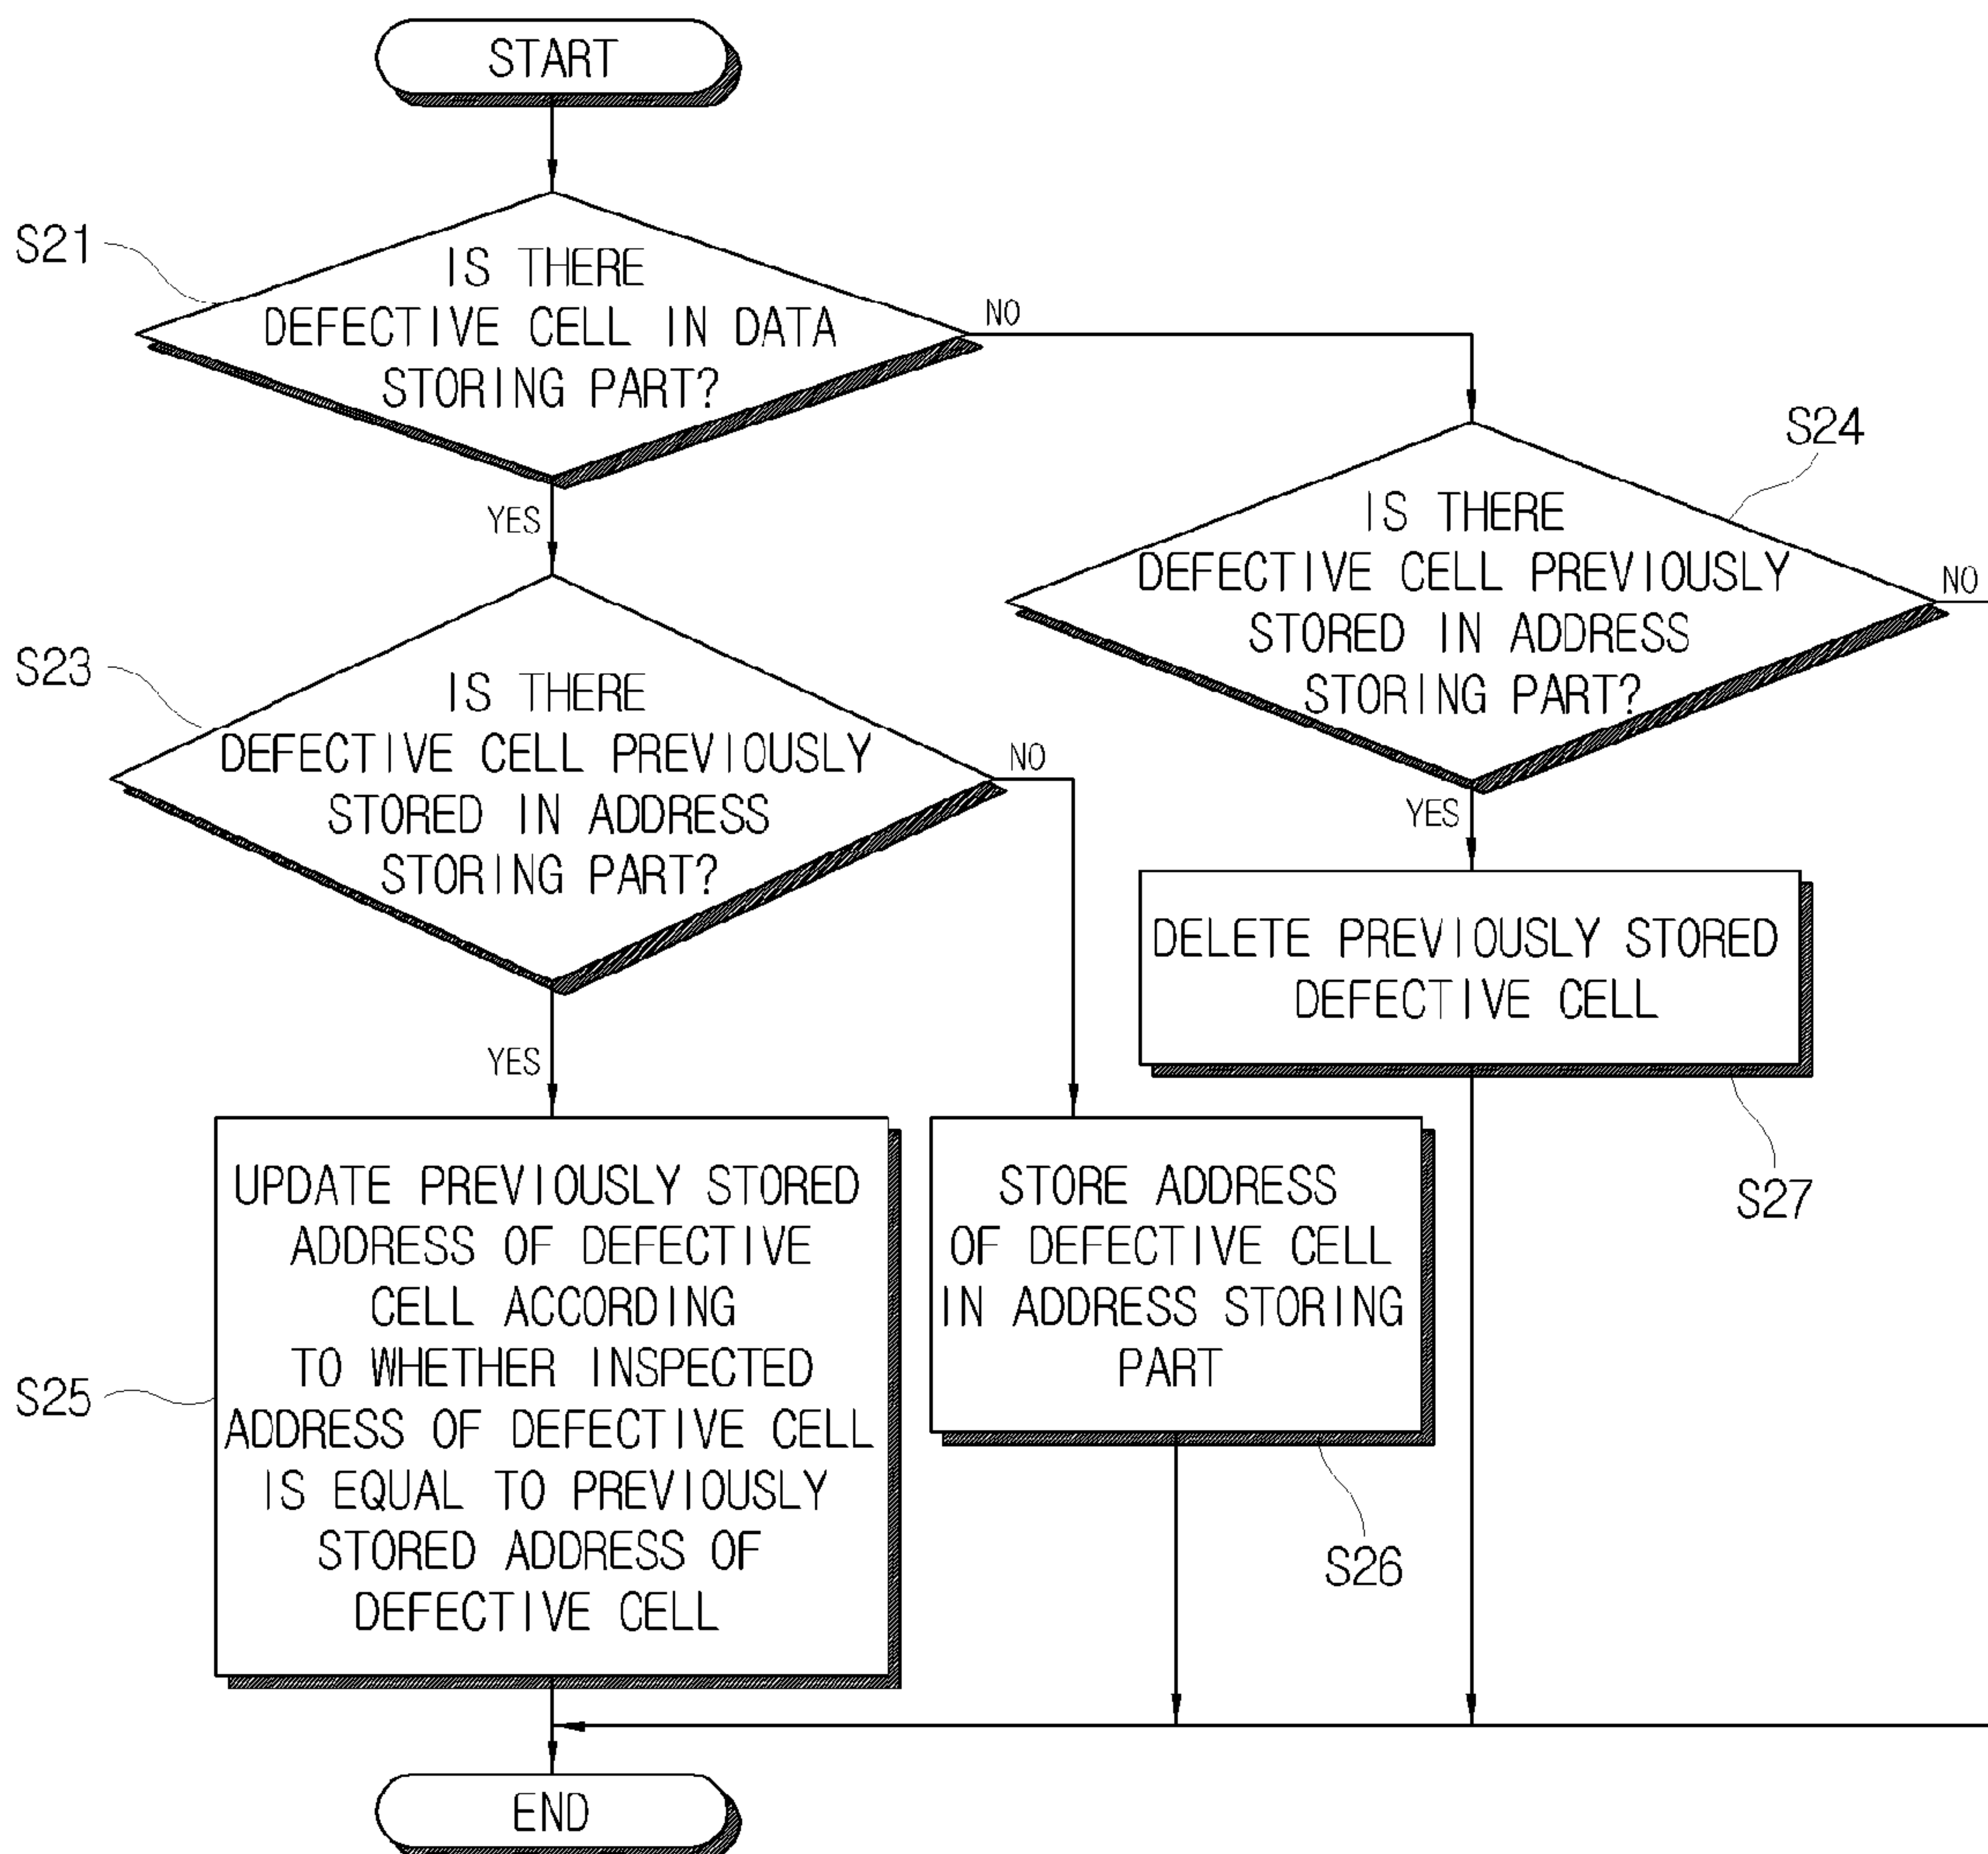 START
S21
IS THERE
DEFECTIVE CELL IN DATA
STORING PART?
NO
YES
S24
IS THERE
DEFECTIVE CELL PREVIOUSLY
STORED IN ADDRESS
STORING PART?
NO
YES
S23
IS THERE
DEFECTIVE CELL PREVIOUSLY
STORED IN ADDRESS
STORING PART?
NO
YES
DELETE PREVIOUSLY STORED
DEFECTIVE CELL
S27
UPDATE PREVIOUSLY STORED
ADDRESS OF DEFECTIVE
CELL ACCORDING
TO WHETHER INSPECTED
ADDRESS OF DEFECTIVE CELL
IS EQUAL TO PREVIOUSLY
STORED ADDRESS OF
DEFECTIVE CELL
S25
STORE ADDRESS
OF DEFECTIVE CELL
IN ADDRESS STORING
PART
S26
END